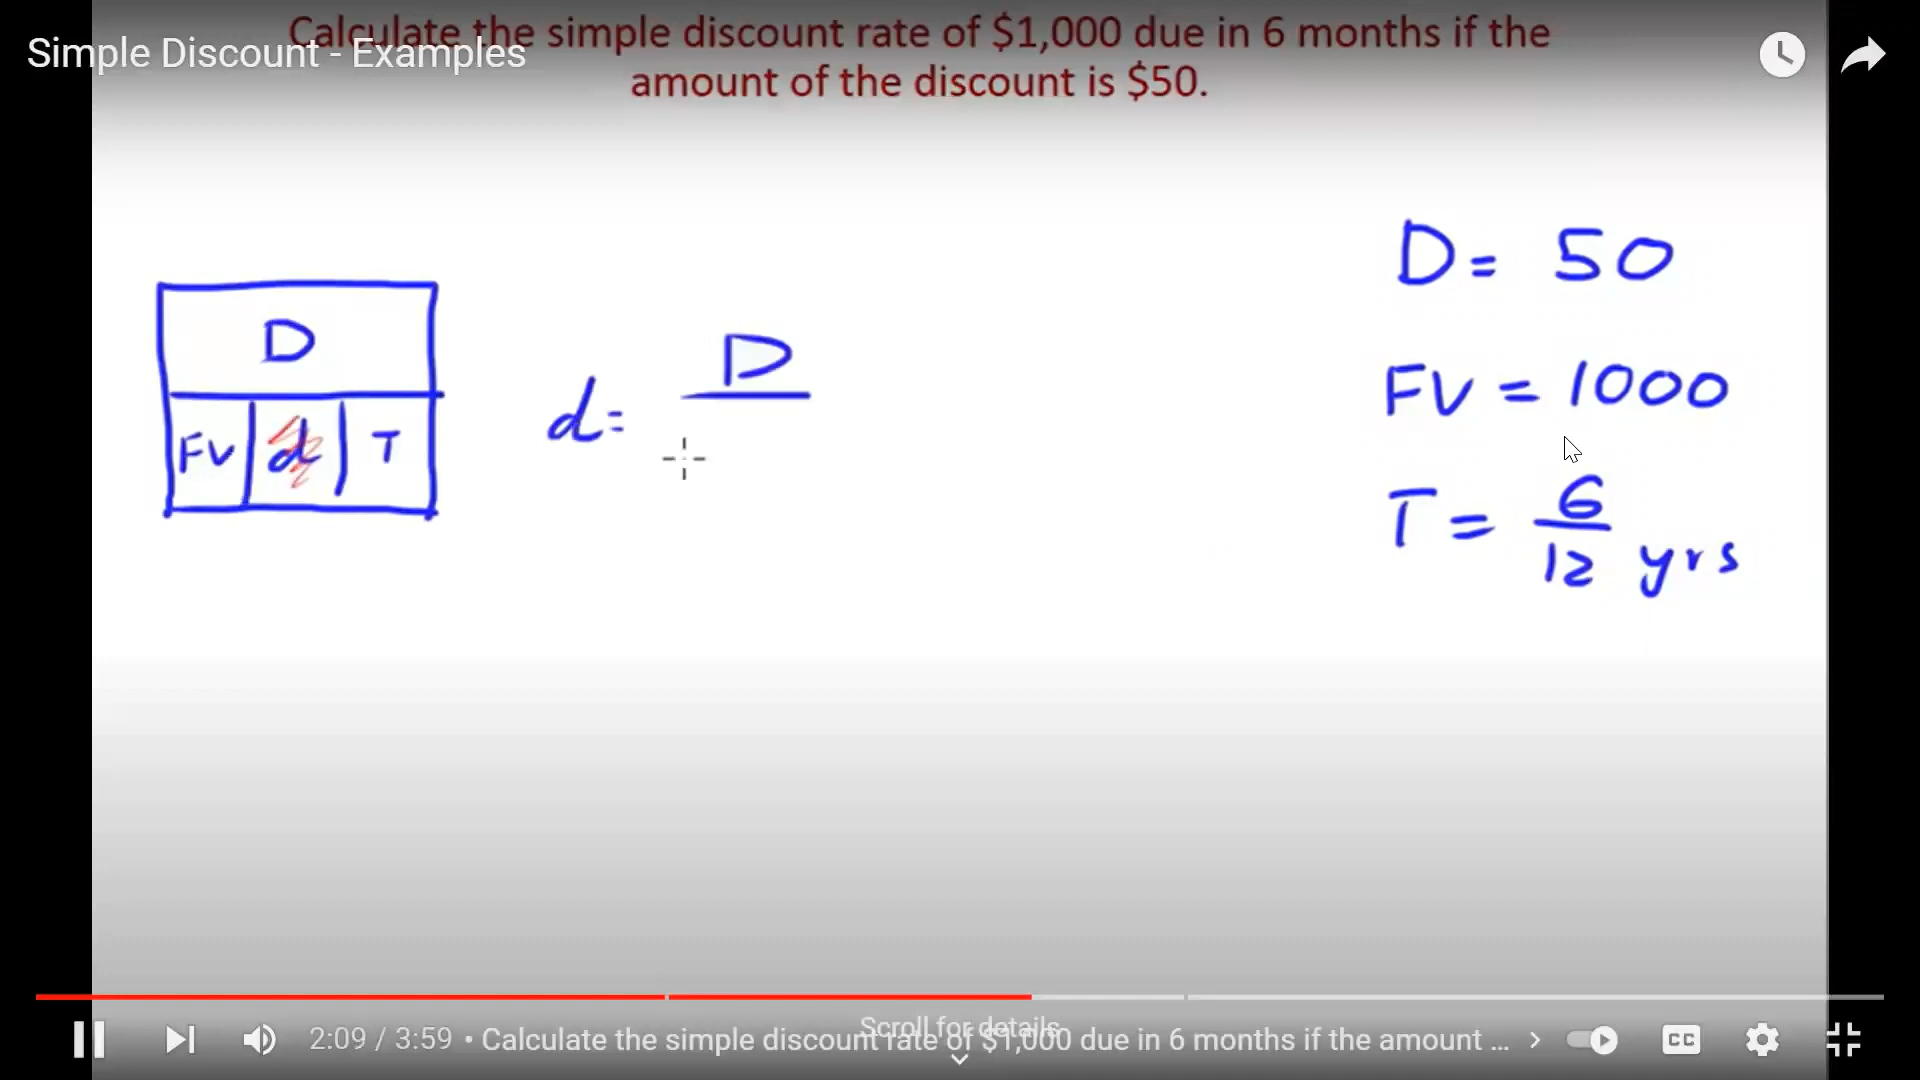 Calculate the simple discount rate of $1,000 due in 6 months if the
Simple Discount - Examples
amount of the discount is $50.
D = 50
D
d = D
FV = 1000
FV d T
T = 6/12 yrs
Scroll for details
2:09 / 3:59 • Calculate the simple discount rate of $1,000 due in 6 months if the amount ...
CC